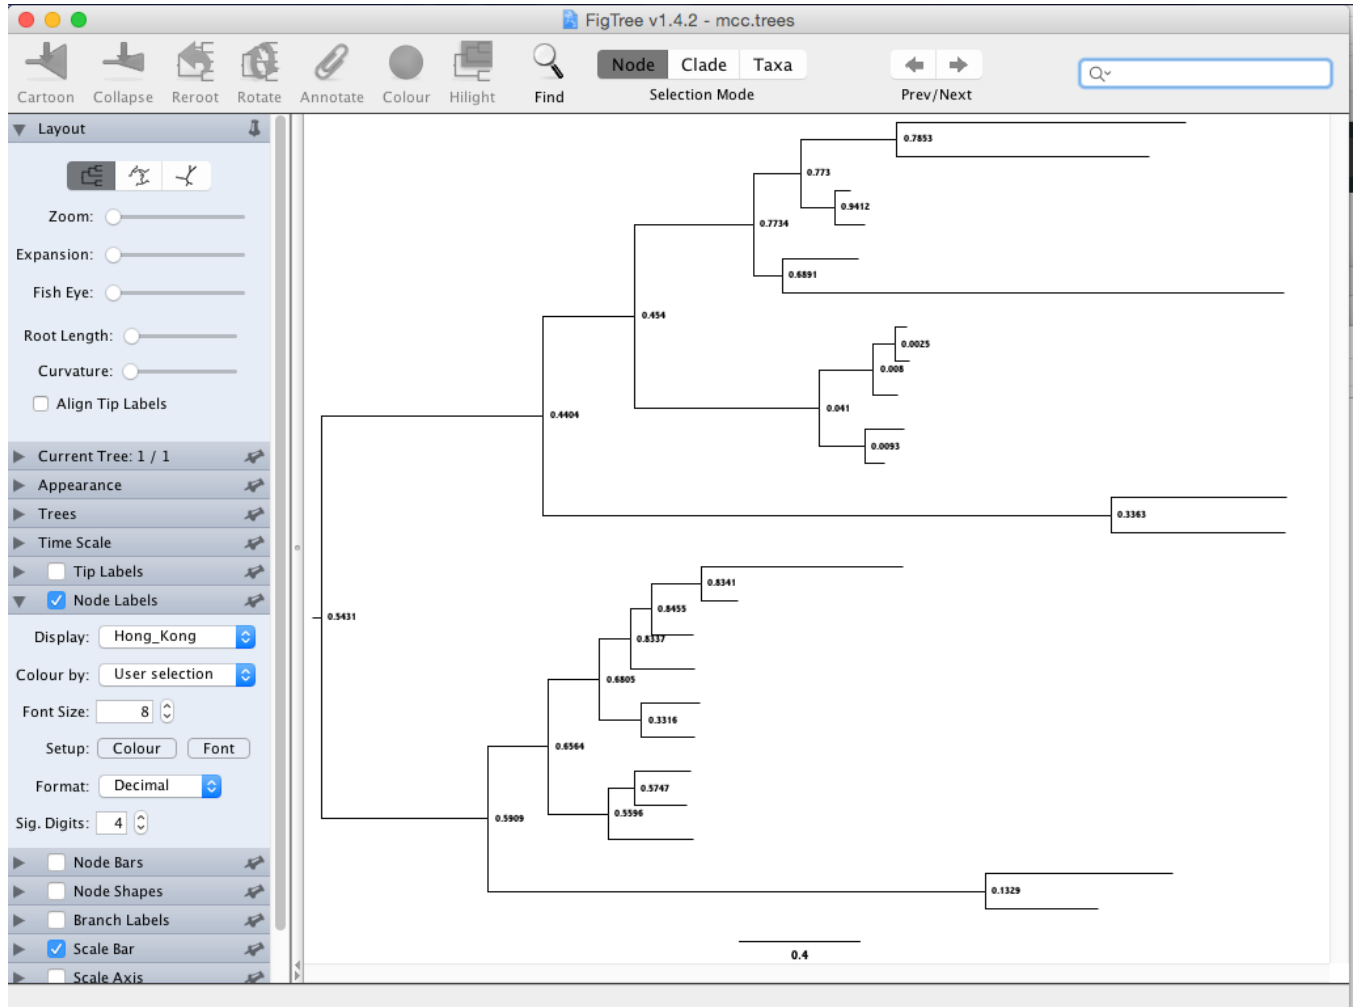 FigTree v1.4.2 - mcc.trees
Cartoon Collapse Reroot Rotate Annotate Colour Hilight Find
Node Clade Taxa
Selection Mode
Prev/Next
Layout
Zoom:
Expansion:
Fish Eye:
Root Length:
Curvature:
Align Tip Labels
Current Tree: 1 / 1
Appearance
Trees
Time Scale
Tip Labels
Node Labels
Display: Hong_Kong
Colour by: User selection
Font Size: 8
Setup: Colour Font
Format: Decimal
Sig. Digits: 4
Node Bars
Node Shapes
Branch Labels
Scale Bar
Scale Axis
0.7853
0.773
0.9412
0.7734
0.6891
0.454
0.0025
0.008
0.041
0.4404
0.0093
0.3363
0.8341
0.8455
0.5431
0.8337
0.6805
0.3316
0.6564
0.5747
0.5596
0.5909
0.1329
0.4